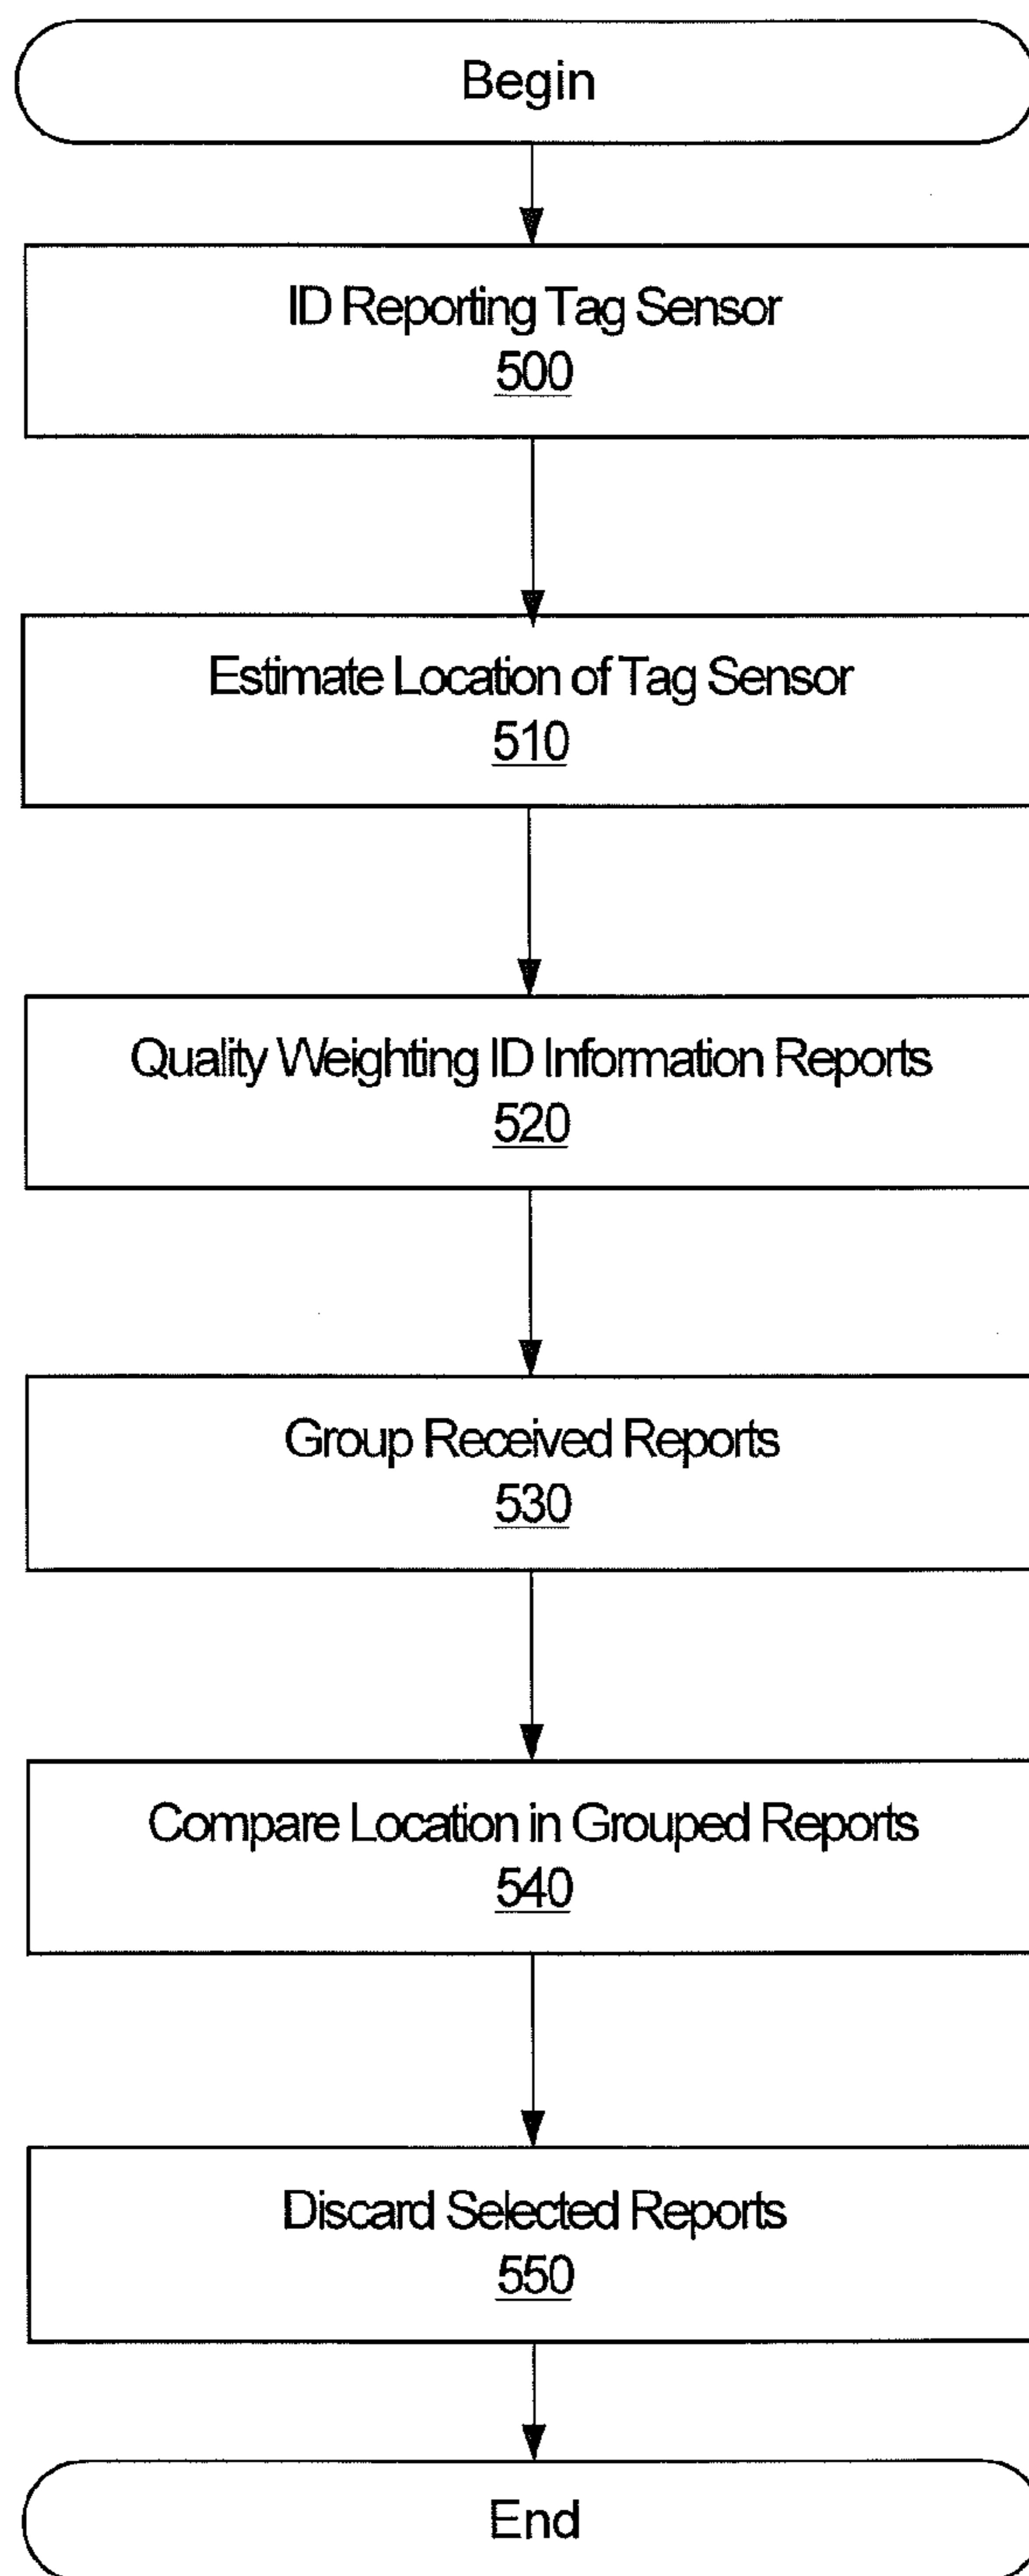 Begin
ID Reporting Tag Sensor
500
Estimate Location of Tag Sensor
510
Quality Weighting ID Information Reports
520
Group Received Reports
530
Compare Location in Grouped Reports
540
Discard Selected Reports
550
End